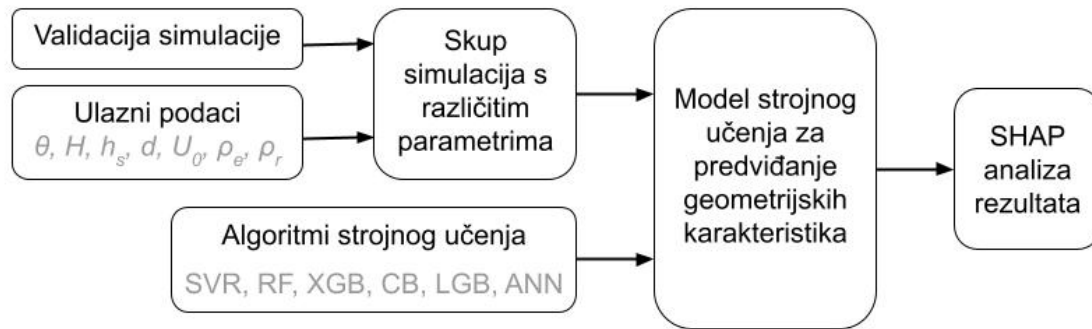 Validacija simulacije
Ulazni podaci
θ, H, hₛ, d, U₀, ρₑ, ρᵣ
Skup
simulacija s
različitim
parametrima
Algoritmi strojnog učenja
SVR, RF, XGB, CB, LGB, ANN
Model strojnog
učenja za
predviđanje
geometrijskih
karakteristika
SHAP
analiza
rezultata